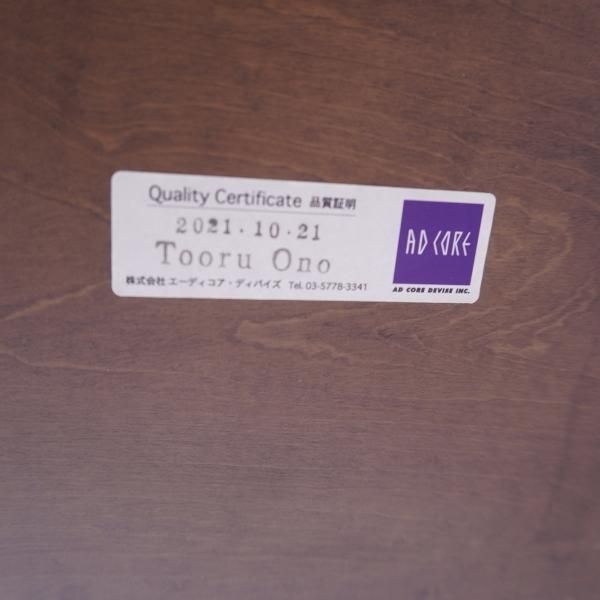 Quality Certificate 品質証明
2021.10.21
Tooru Ono
株式会社 エーディコア・ディバイズ Tel. 03-5778-3341
AD CORE
AD CORE DEVISE INC.